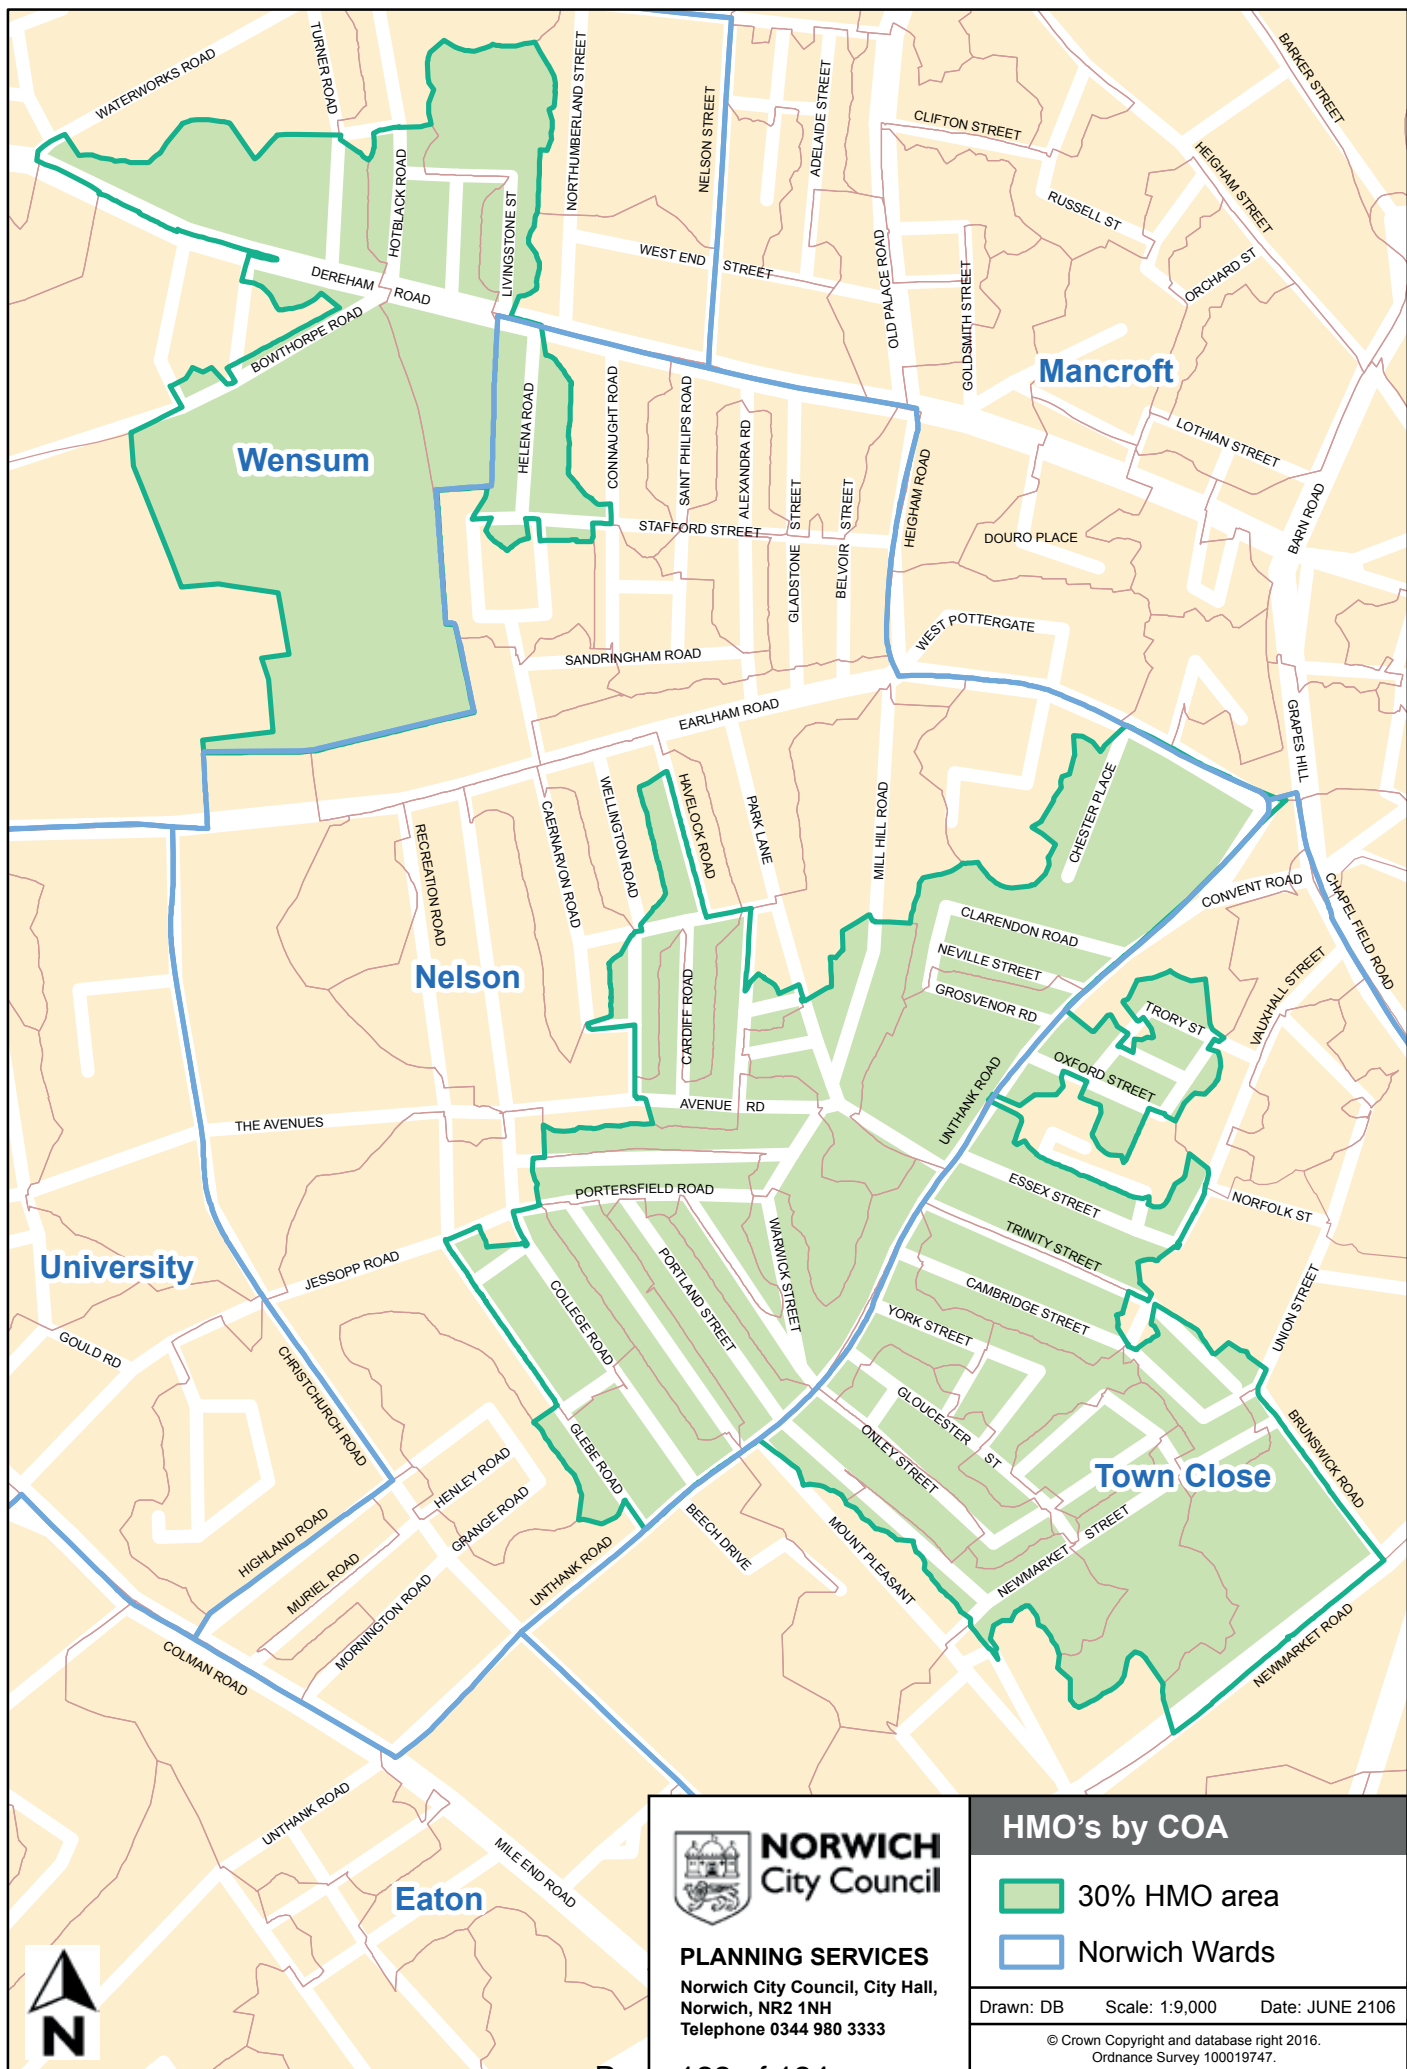 WATERWORKS ROAD
TURNER ROAD
HOTBLACK ROAD
LIVINGSTONE ST
NORTHUMBERLAND STREET
NELSON STREET
ADELAIDE STREET
CLIFTON STREET
BARKER STREET
HEIGHAM STREET
RUSSELL ST
ORCHARD ST
WEST END STREET
OLD PALACE ROAD
GOLDSMITH STREET
DEREHAM ROAD
BOWTHORPE ROAD
Mancroft
Wensum
HELENA ROAD
CONNAUGHT ROAD
SAINT PHILIPS ROAD
ALEXANDRA RD
GLADSTONE STREET
BELVOIR STREET
HEIGHAM ROAD
LOTHIAN STREET
BARN ROAD
STAFFORD STREET
DOURO PLACE
WEST POTTERGATE
SANDRINGHAM ROAD
EARLHAM ROAD
GRAPES HILL
CHESTER PLACE
MILL HILL ROAD
PARK LANE
HAVELOCK ROAD
WELLINGTON ROAD
CAERNARVON ROAD
RECREATION ROAD
CONVENT ROAD
CHAPEL FIELD ROAD
CLARENDON ROAD
NEVILLE STREET
GROSVENOR RD
VAUXHALL STREET
Nelson
CARDIFF ROAD
TRORY ST
OXFORD STREET
UNTHANK ROAD
AVENUE RD
THE AVENUES
PORTERSFIELD ROAD
ESSEX STREET
NORFOLK ST
TRINITY STREET
WARWICK STREET
University
JESSOPP ROAD
PORTLAND STREET
COLLEGE ROAD
CAMBRIDGE STREET
YORK STREET
UNION STREET
GOULD RD
CHRISTCHURCH ROAD
GLOUCESTER ST
ONLEY STREET
BRUNSWICK ROAD
GLEBE ROAD
Town Close
HENLEY ROAD
GRANGE ROAD
HIGHLAND ROAD
MURIEL ROAD
MORNINGTON ROAD
UNTHANK ROAD
BEECH DRIVE
MOUNT PLEASANT
NEWMARKET STREET
NEWMARKET ROAD
COLMAN ROAD
UNTHANK ROAD
MILE END ROAD
Eaton
N
NORWICH
City Council
PLANNING SERVICES
Norwich City Council, City Hall,
Norwich, NR2 1NH
Telephone 0344 980 3333
HMO's by COA
30% HMO area
Norwich Wards
Drawn: DB Scale: 1:9,000 Date: JUNE 2106
© Crown Copyright and database right 2016.
Ordnance Survey 100019747.